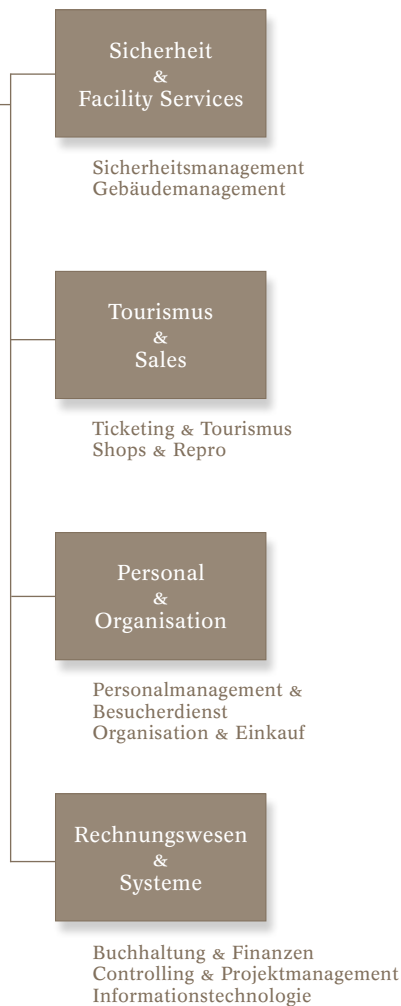 Sicherheit
&
Facility Services
Sicherheitsmanagement
Gebäudemanagement
Tourismus
&
Sales
Ticketing & Tourismus
Shops & Repro
Personal
&
Organisation
Personalmanagement &
Besucherdienst
Organisation & Einkauf
Rechnungswesen
&
Systeme
Buchhaltung & Finanzen
Controlling & Projektmanagement
Informationstechnologie